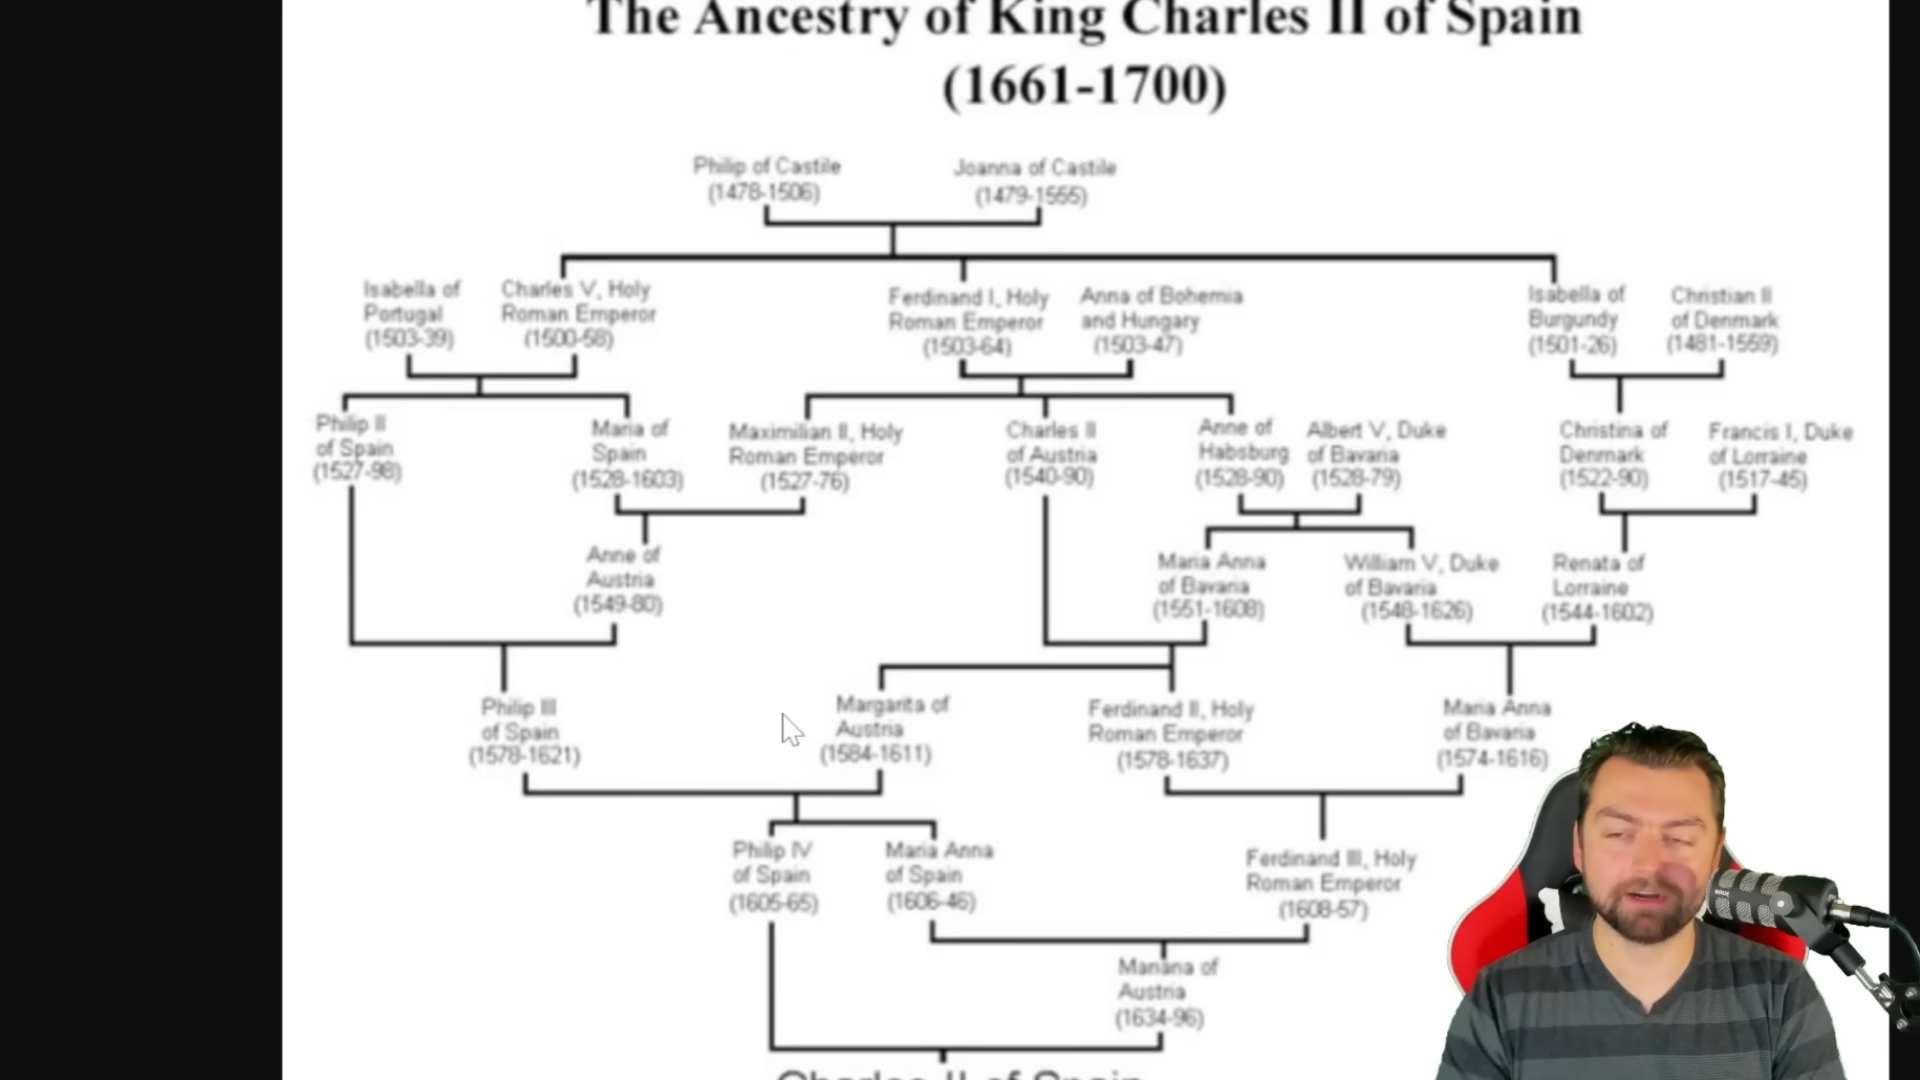 The Ancestry of King Charles II of Spain
(1661-1700)
Philip of Castile
(1478-1506)
Joanna of Castile
(1479-1555)
Isabella of
Portugal
(1503-39)
Charles V, Holy
Roman Emperor
(1500-58)
Ferdinand I, Holy
Roman Emperor
(1503-64)
Anna of Bohemia
and Hungary
(1503-47)
Isabella of
Burgundy
(1501-26)
Christian II
of Denmark
(1481-1559)
Philip II
of Spain
(1527-98)
Maria of
Spain
(1528-1603)
Maximilian II, Holy
Roman Emperor
(1527-76)
Charles II
of Austria
(1540-90)
Anne of
Habsburg
(1528-90)
Albert V, Duke
of Bavaria
(1528-79)
Christina of
Denmark
(1522-90)
Francis I, Duke
of Lorraine
(1517-45)
Anne of
Austria
(1549-80)
Maria Anna
of Bavaria
(1551-1608)
William V, Duke
of Bavaria
(1548-1626)
Renata of
Lorraine
(1544-1602)
Philip III
of Spain
(1578-1621)
Margarita of
Austria
(1584-1611)
Ferdinand II, Holy
Roman Emperor
(1578-1637)
Maria Anna
of Bavaria
(1574-1616)
Philip IV
of Spain
(1605-65)
Maria Anna
of Spain
(1606-46)
Ferdinand III, Holy
Roman Emperor
(1608-57)
Mariana of
Austria
(1634-96)
Charles II of Spain